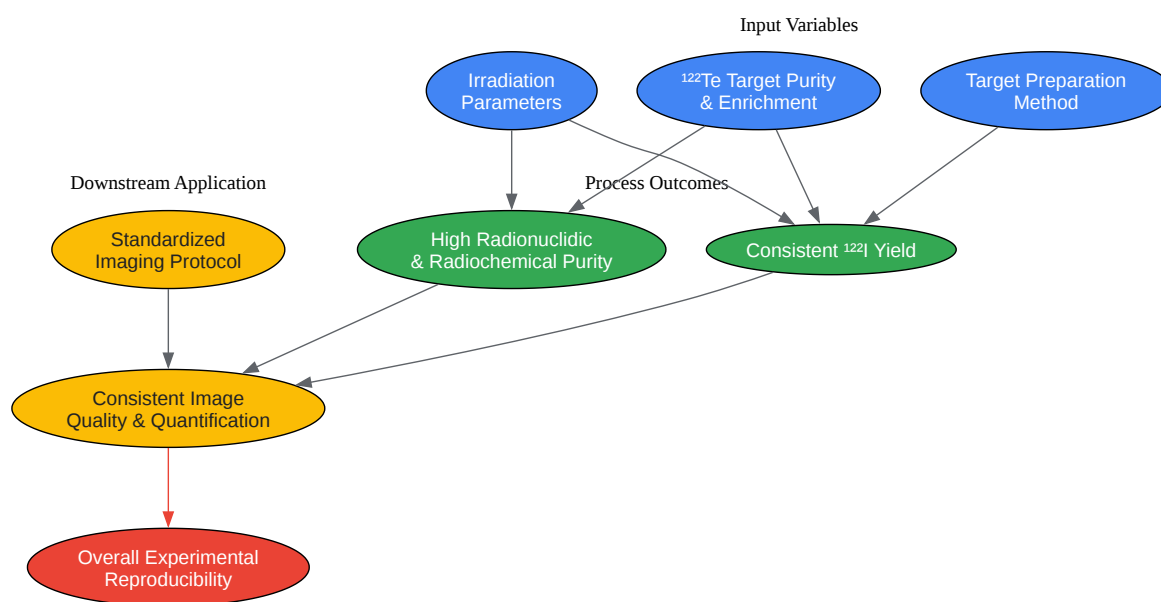 Input Variables
Irradiation
Parameters
¹²²Te Target Purity
& Enrichment
Target Preparation
Method
Downstream Application
Process Outcomes
Standardized
Imaging Protocol
High Radionuclidic
& Radiochemical Purity
Consistent ¹²²I Yield
Consistent Image
Quality & Quantification
Overall Experimental
Reproducibility